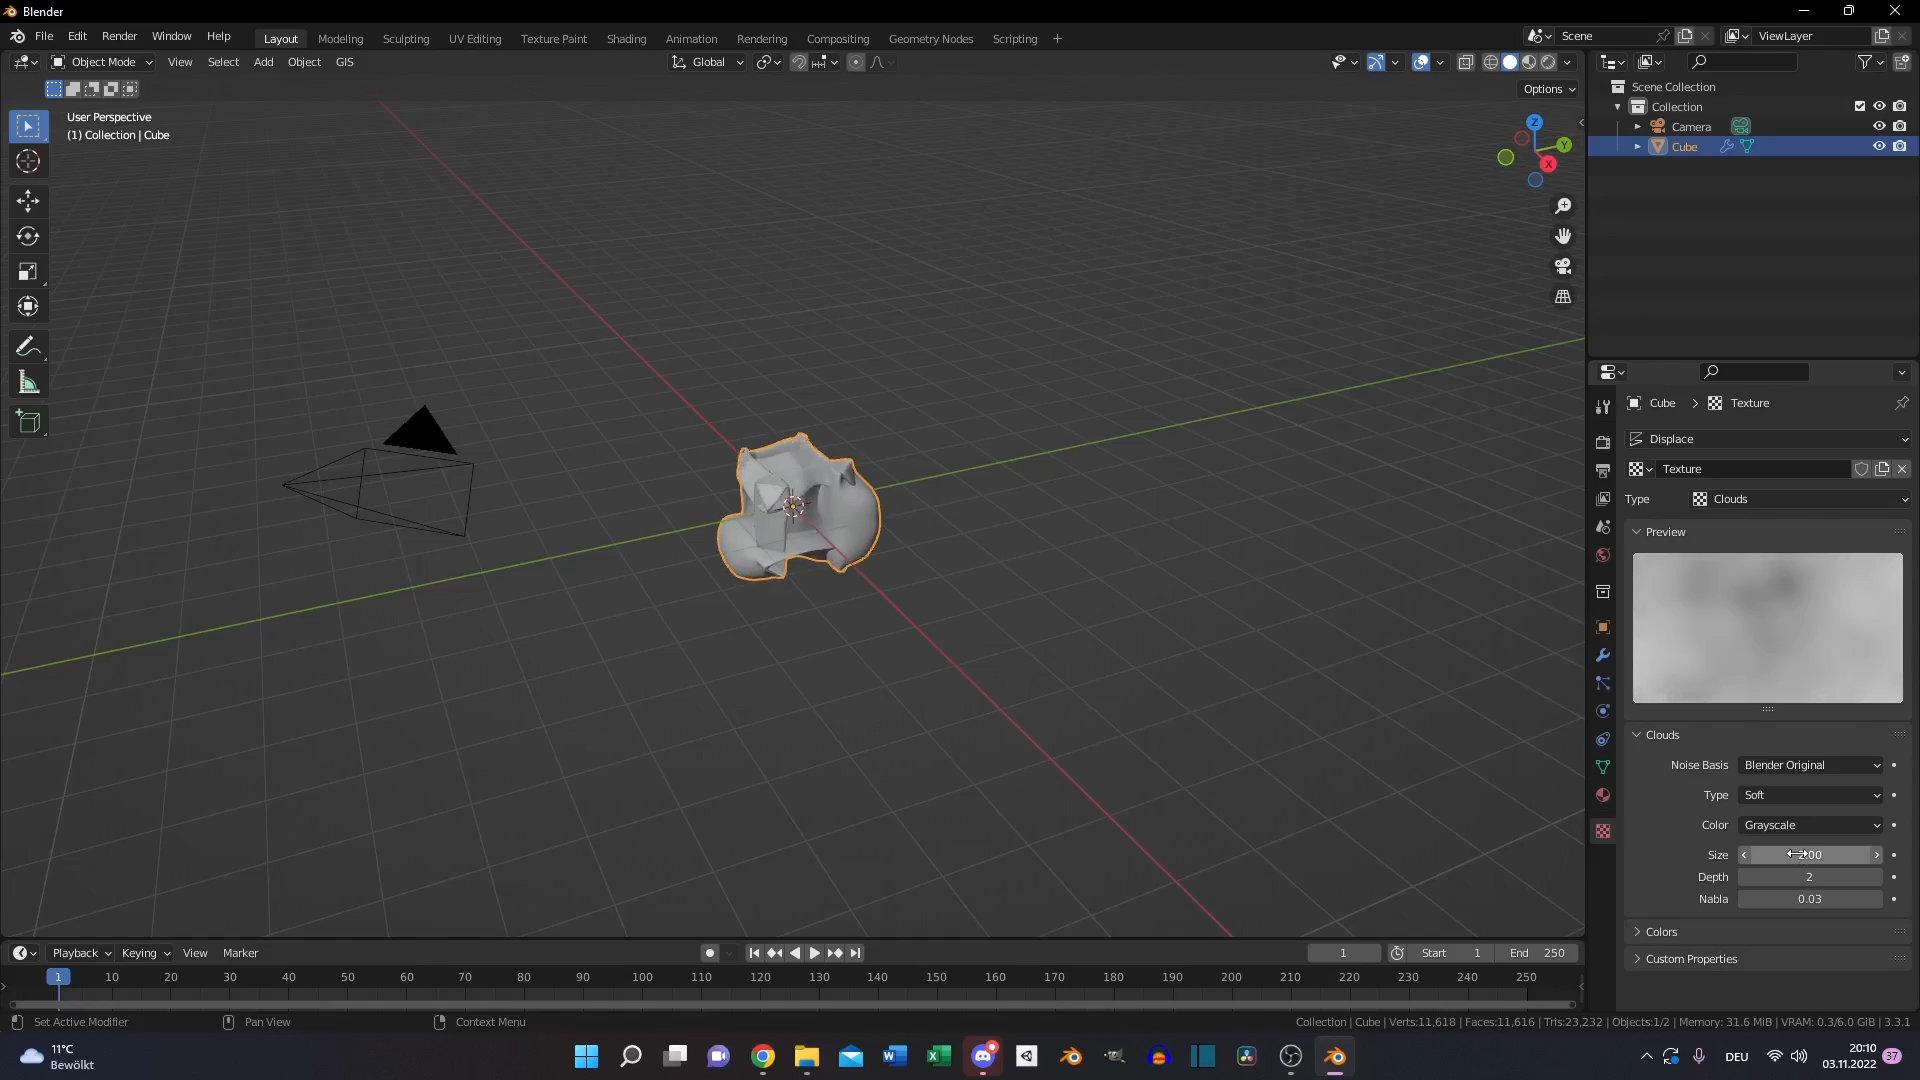 Blender
File Edit Render Window Help
Layout Modeling Sculpting UV Editing Texture Paint Shading Animation Rendering Compositing Geometry Nodes Scripting
Scene
ViewLayer
Object Mode View Select Add Object GIS
Global
Options
User Perspective
(1) Collection | Cube
Z
Y
X
Scene Collection
Collection
Camera
Cube
Cube Texture
Displace
Texture
Type Clouds
Preview
Clouds
Noise Basis Blender Original
Type Soft
Color Grayscale
Size 2.00
Depth 2
Nabla 0.03
Colors
Custom Properties
Playback Keying View Marker
1
Start 1
End 250
1 10 20 30 40 50 60 70 80 90 100 110 120 130 140 150 160 170 180 190 200 210 220 230 240 250
Set Active Modifier
Pan View
Context Menu
Collection | Cube | Verts:11,618 | Faces:11,616 | Tris:23,232 | Objects:1/2 | Memory: 31.6 MiB | VRAM: 0.3/6.0 GiB | 3.3.1
11°C
Bewölkt
DEU
20:10
03.11.2022
37